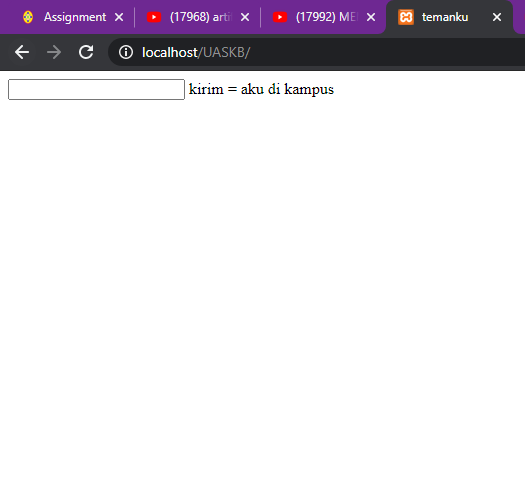 Assignment
(17968) arti
(17992) ME
temanku
localhost/UASKB/
kirim = aku di kampus